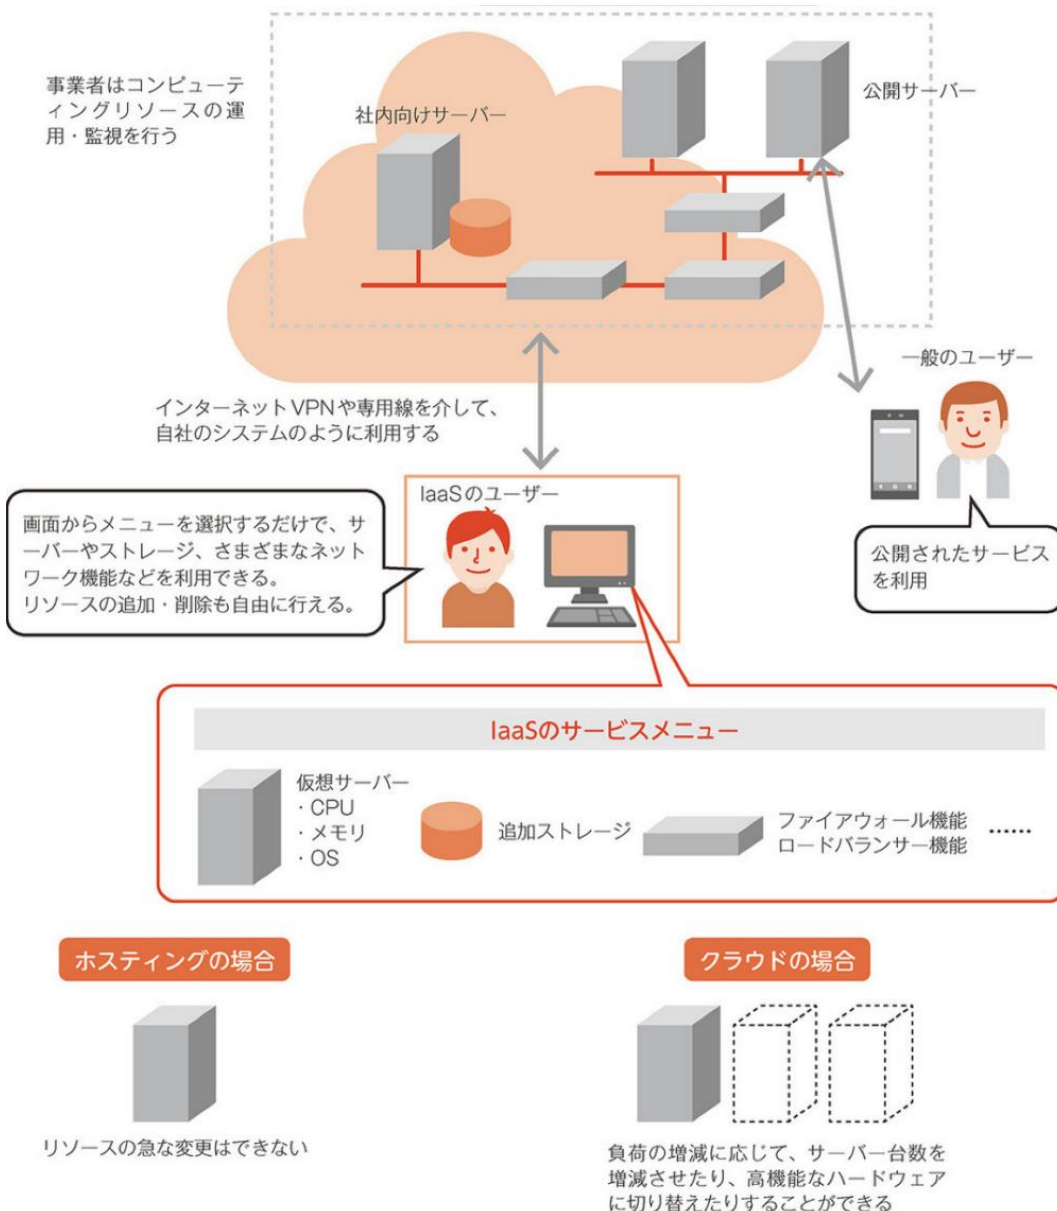 事業者はコンピューテ
ィングリソースの運
用・監視を行う
社内向けサーバー
公開サーバー
一般のユーザー
インターネットVPNや専用線を介して、
自社のシステムのように利用する
IaaSのユーザー
画面からメニューを選択するだけで、サ
ーバーやストレージ、さまざまなネット
ワーク機能などを利用できる。
リソースの追加・削除も自由に行える。
公開されたサービス
を利用
IaaSのサービスメニュー
仮想サーバー
・CPU
・メモリ
・OS
追加ストレージ
ファイアウォール機能
ロードバランサー機能
……
ホスティングの場合
リソースの急な変更はできない
クラウドの場合
負荷の増減に応じて、サーバー台数を
増減させたり、高機能なハードウェア
に切り替えたりすることができる